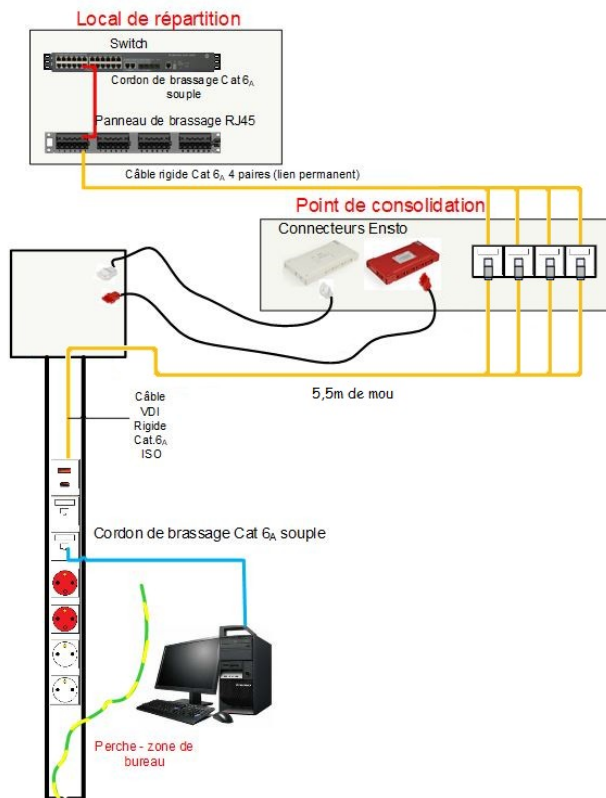 Local de répartition
Switch
Cordon de brassage Cat 6A
souple
Panneau de brassage RJ45
Câble rigide Cat 6A 4 paires (lien permanent)
Point de consolidation
Connecteurs Ensto
5,5m de mou
Câble
VDI
Rigide
Cat.6A
ISO
Cordon de brassage Cat 6A souple
Perche - zone de
bureau